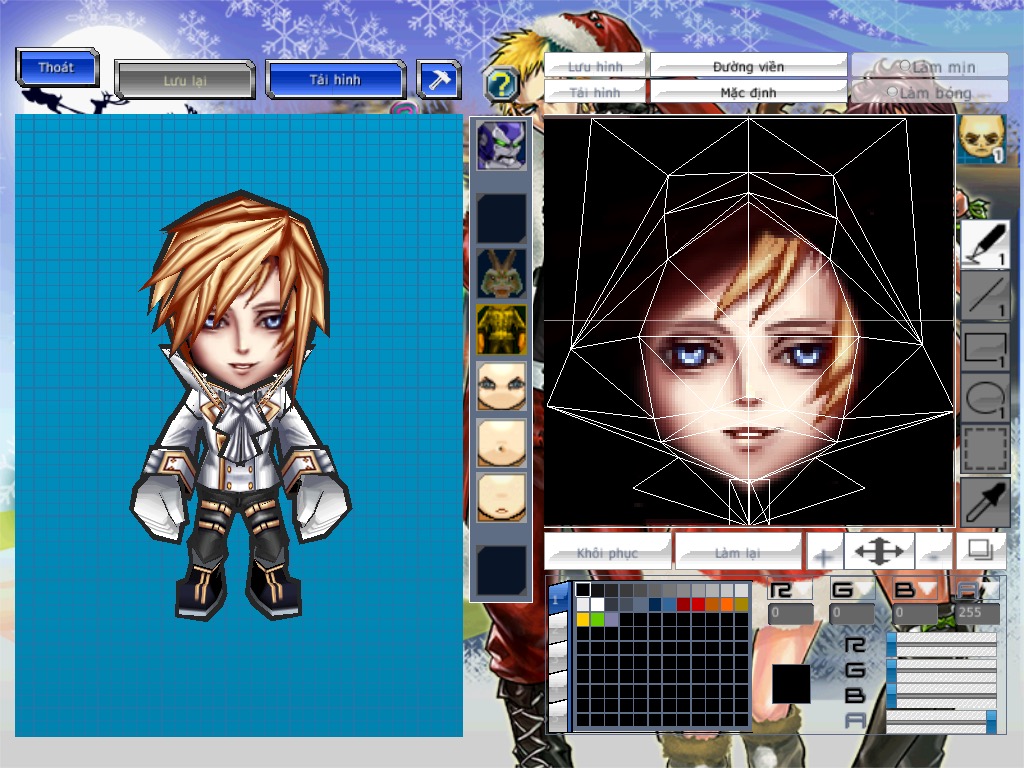 Thoát
Lưu lại
Tải hình
?
Lưu hình
Đường viền
Làm mịn
Tải hình
Mặc định
Làm bóng
1
1
1
1
1
Khôi phục
Làm lại
+
-
1
R
G
B
A
0
0
0
255
R
G
B
A